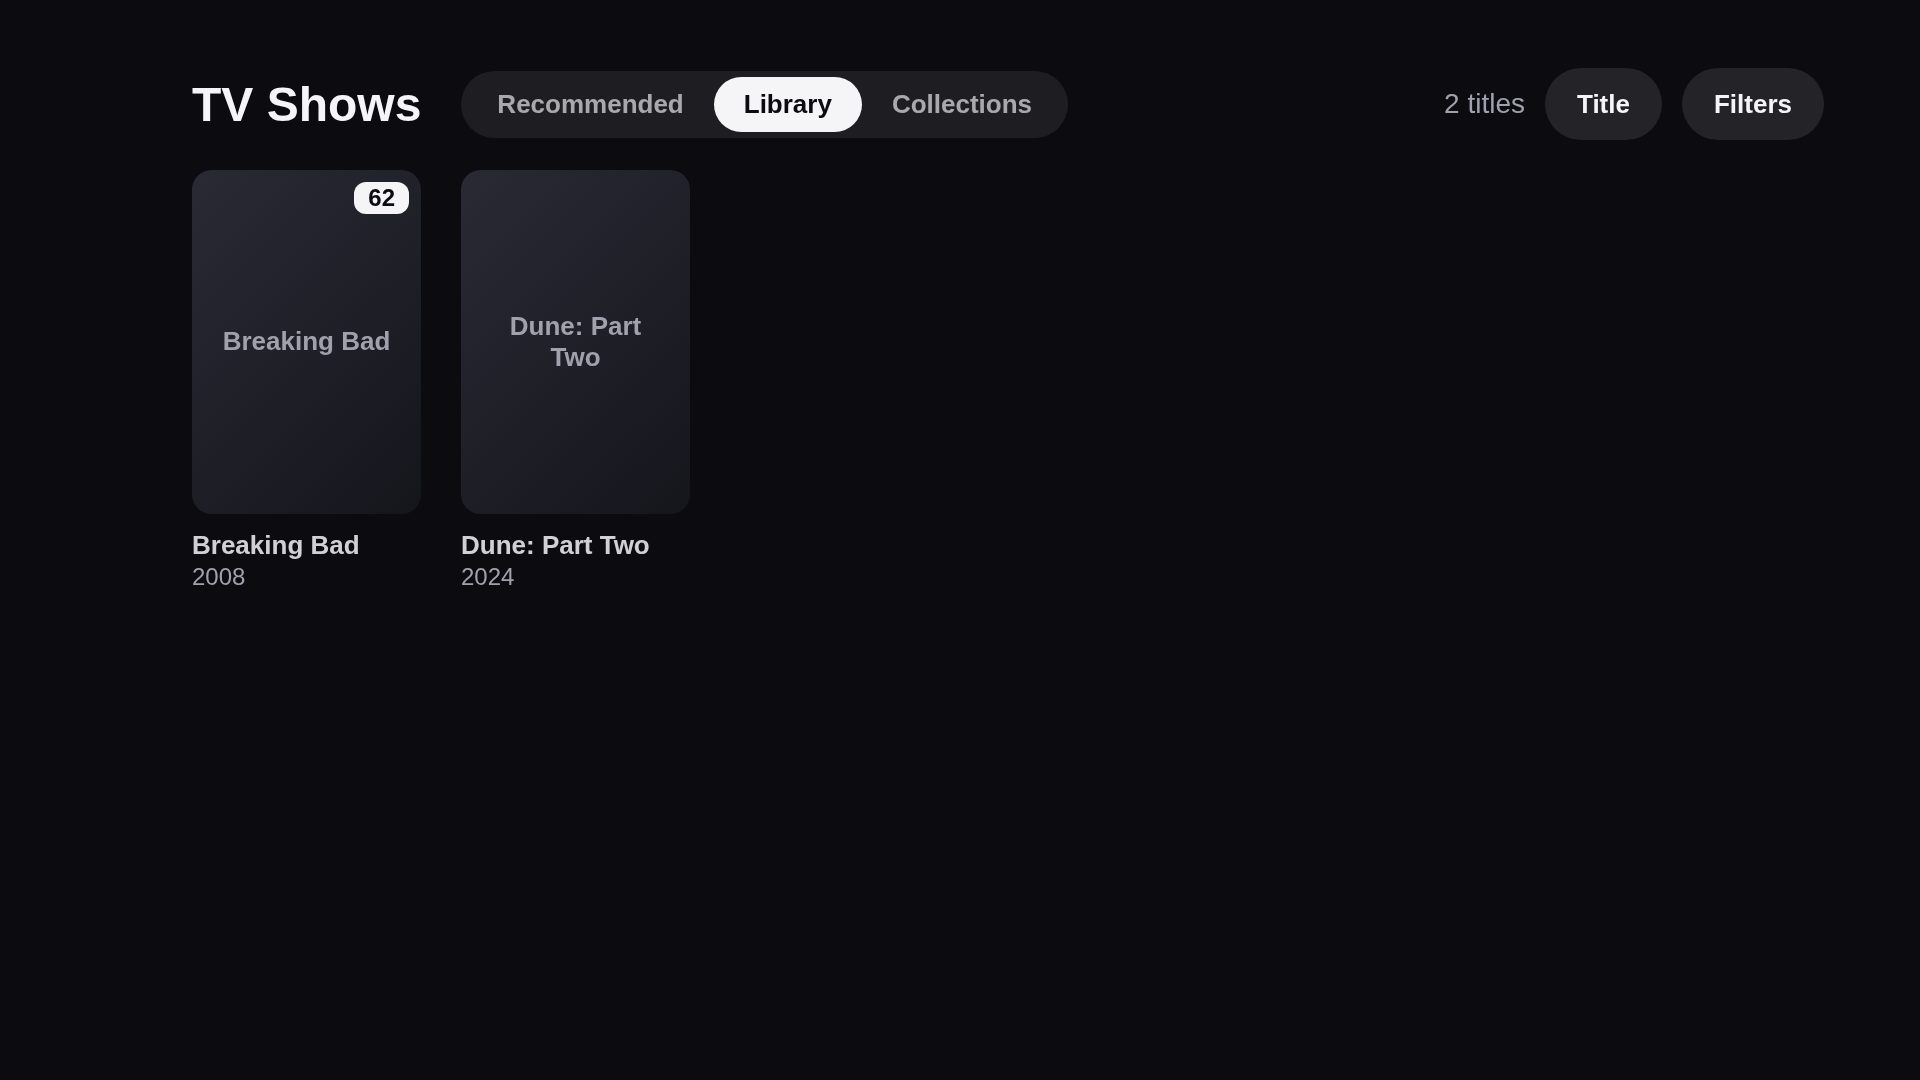 TV Shows
Recommended
Library
Collections
2 titles
Title
Filters
62
Breaking Bad
Dune: Part
Two
Breaking Bad
2008
Dune: Part Two
2024